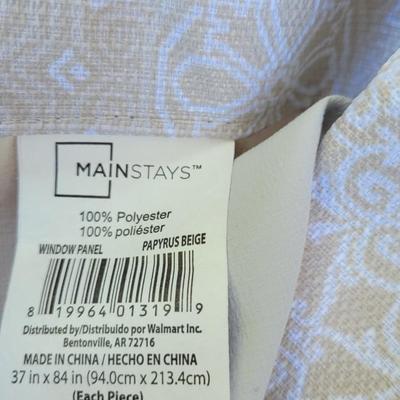 MAINSTAYS™
100% Polyester
100% poliéster
WINDOW PANEL PAPYRUS BEIGE
8 19964 01319 9
Distributed by/Distribuido por Walmart Inc.
Bentonville, AR 72716
MADE IN CHINA / HECHO EN CHINA
37 in x 84 in (94.0cm x 213.4cm)
(Each Piece)